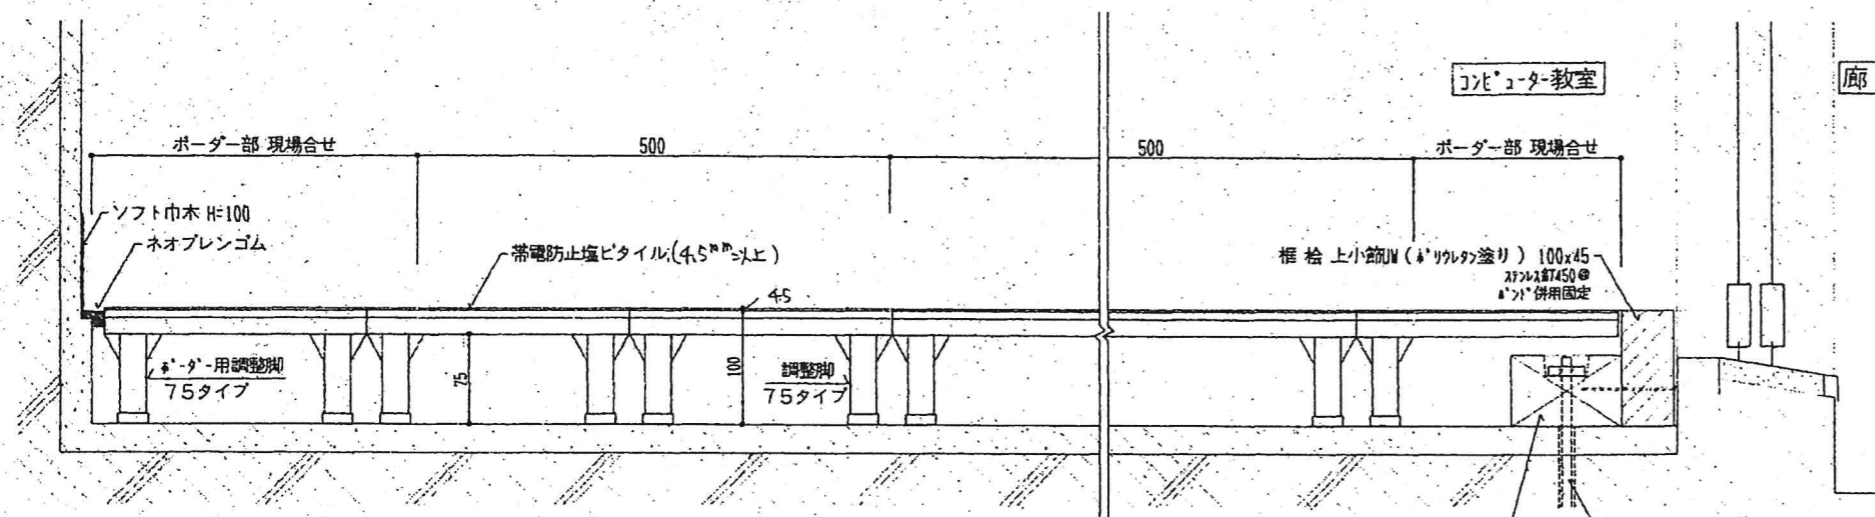 コンピューター教室
廊
ボーダー部 現場合せ
500
500
ボーダー部 現場合せ
ソフト巾木 H=100
ネオプレンゴム
帯電防止塩ビタイル(4.5mm以上)
4.5
框 桧 上小節UW(ポリウレタン塗り) 100x45
ステンレス釘450@
ボンド併用固定
ボーダー用調整脚
75タイプ
75
100
調整脚
75タイプ